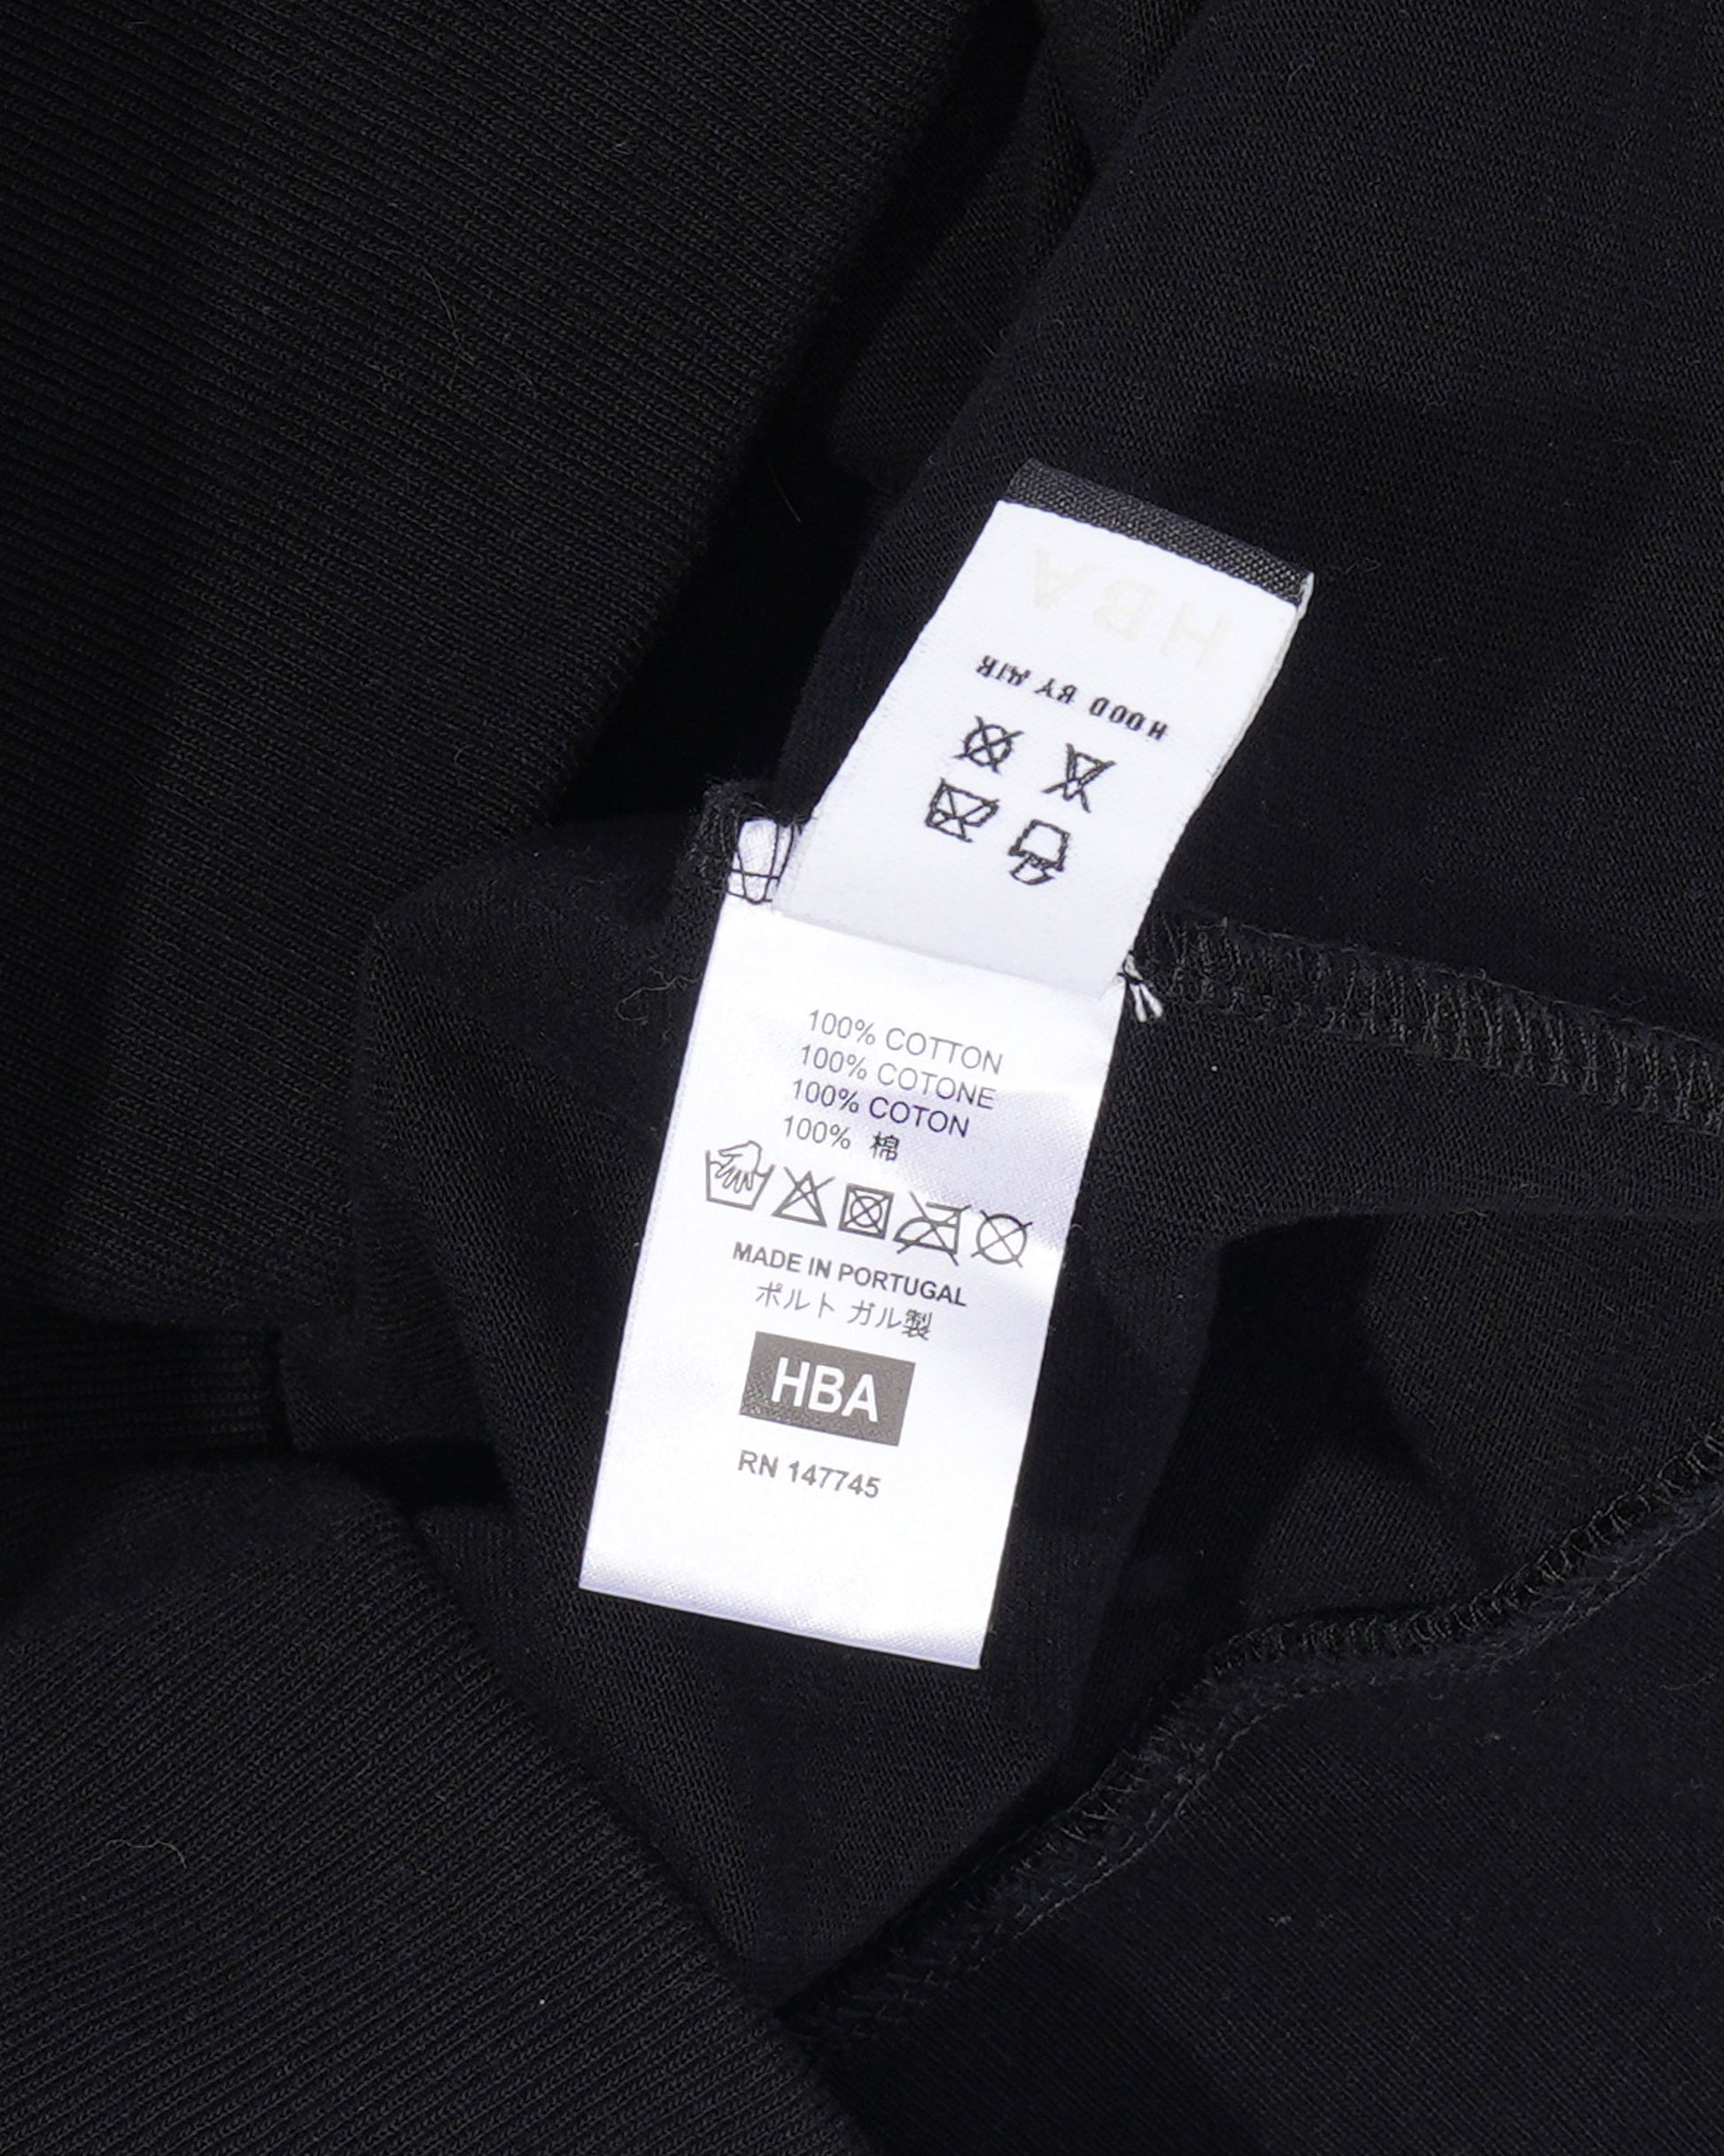 HBA
HOOD BY AIR
100% COTTON
100% COTONE
100% COTON
100% 棉
MADE IN PORTUGAL
ポルト ガル製
HBA
RN 147745